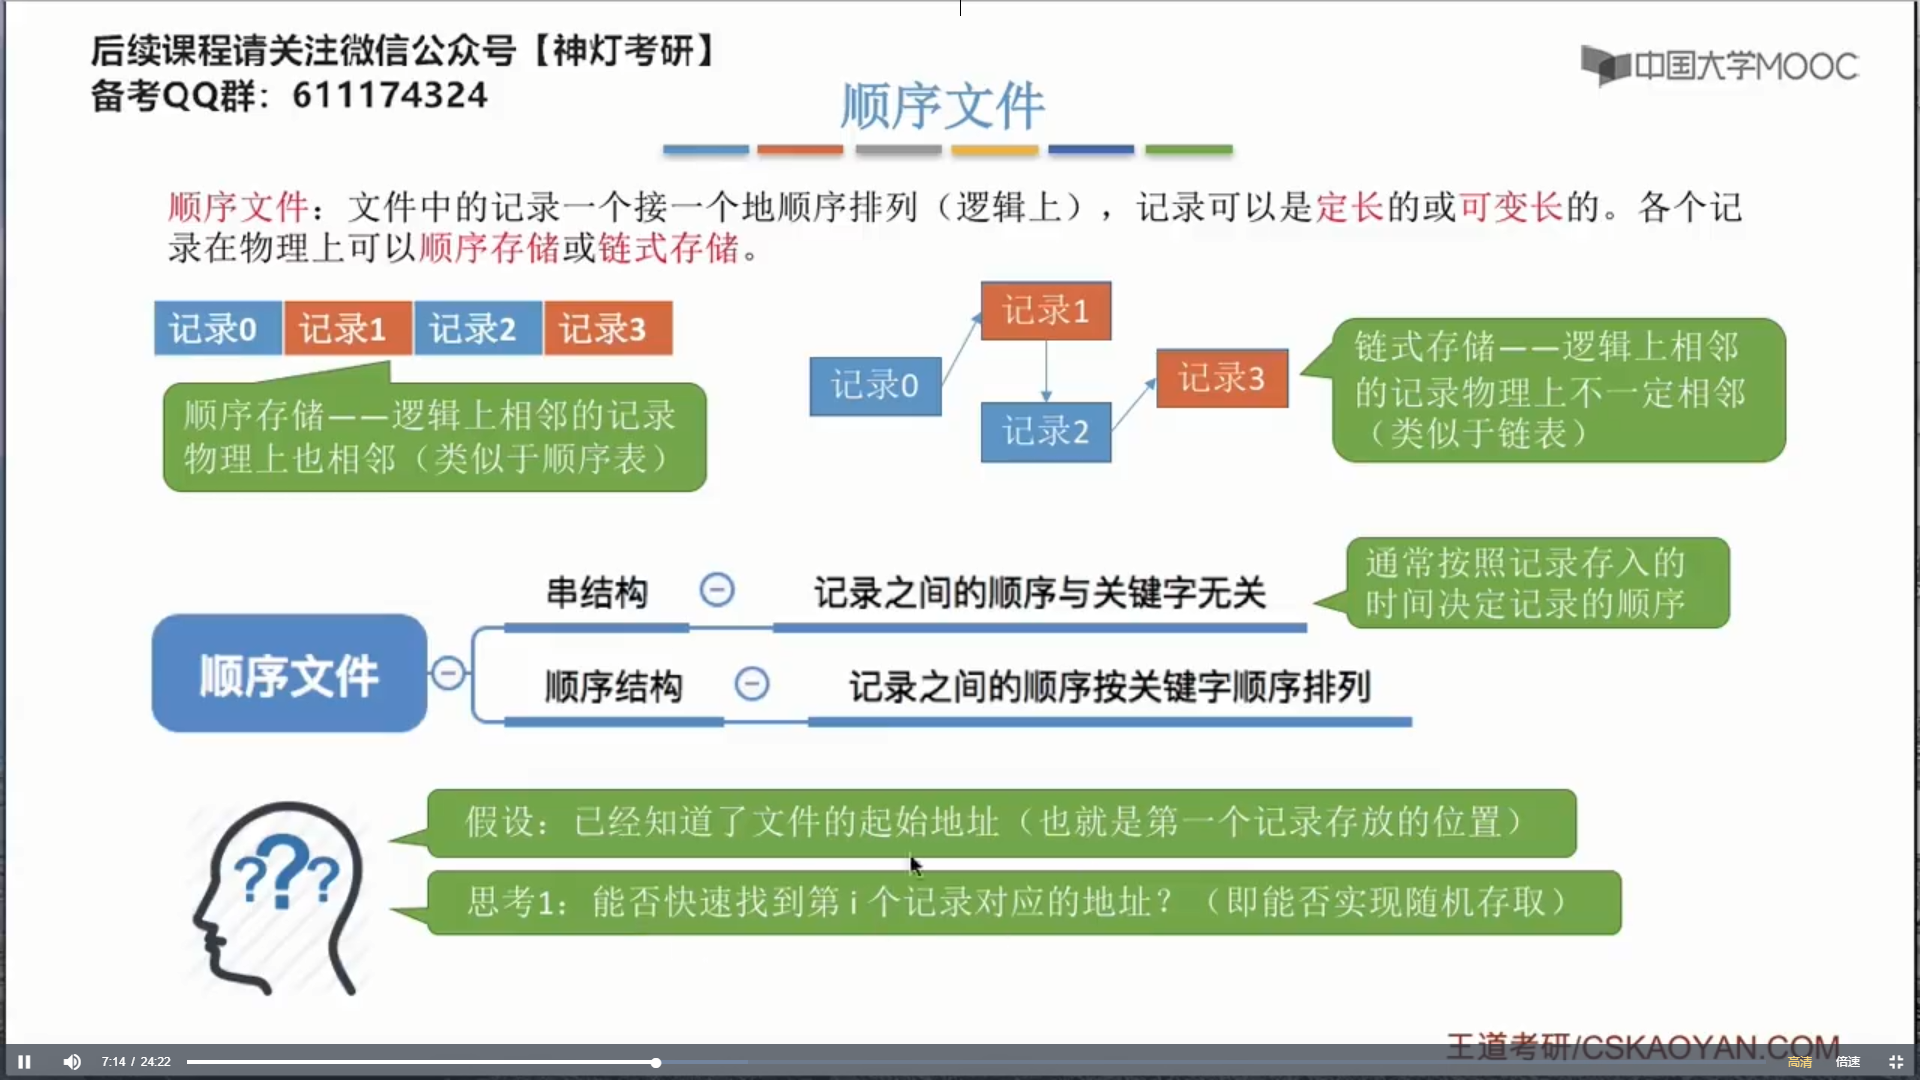 后续课程请关注微信公众号【神灯考研】
备考QQ群：611174324
中国大学MOOC
顺序文件
顺序文件：文件中的记录一个接一个地顺序排列（逻辑上），记录可以是定长的或可变长的。各个记
录在物理上可以顺序存储或链式存储。
记录0 记录1 记录2 记录3
顺序存储——逻辑上相邻的记录
物理上也相邻（类似于顺序表）
记录0
记录1
记录2
记录3
链式存储——逻辑上相邻
的记录物理上不一定相邻
（类似于链表）
顺序文件
串结构
记录之间的顺序与关键字无关
通常按照记录存入的
时间决定记录的顺序
顺序结构
记录之间的顺序按关键字顺序排列
???
假设：已经知道了文件的起始地址（也就是第一个记录存放的位置）
思考1：能否快速找到第 i 个记录对应的地址？（即能否实现随机存取）
王道考研/CSKAOYAN.COM
7:14 / 24:22
高清
倍速